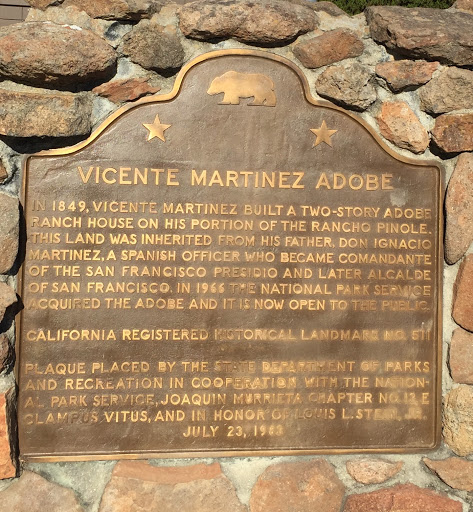 VICENTE MARTINEZ ADOBE
IN 1849, VICENTE MARTINEZ BUILT A TWO-STORY ADOBE
RANCH HOUSE ON HIS PORTION OF THE RANCHO PINOLE.
THIS LAND WAS INHERITED FROM HIS FATHER, DON IGNACIO
MARTINEZ, A SPANISH OFFICER WHO BECAME COMANDANTE
OF THE SAN FRANCISCO PRESIDIO AND LATER ALCALDE
OF SAN FRANCISCO. IN 1966 THE NATIONAL PARK SERVICE
ACQUIRED THE ADOBE AND IT IS NOW OPEN TO THE PUBLIC.
CALIFORNIA REGISTERED HISTORICAL LANDMARK NO. 511
PLAQUE PLACED BY THE STATE DEPARTMENT OF PARKS
AND RECREATION IN COOPERATION WITH THE NATION-
AL PARK SERVICE, JOAQUIN MURRIETA CHAPTER NO. 13, E
CLAMPUS VITUS, AND IN HONOR OF LOUIS L. STEIN, JR.
JULY 23, 1983